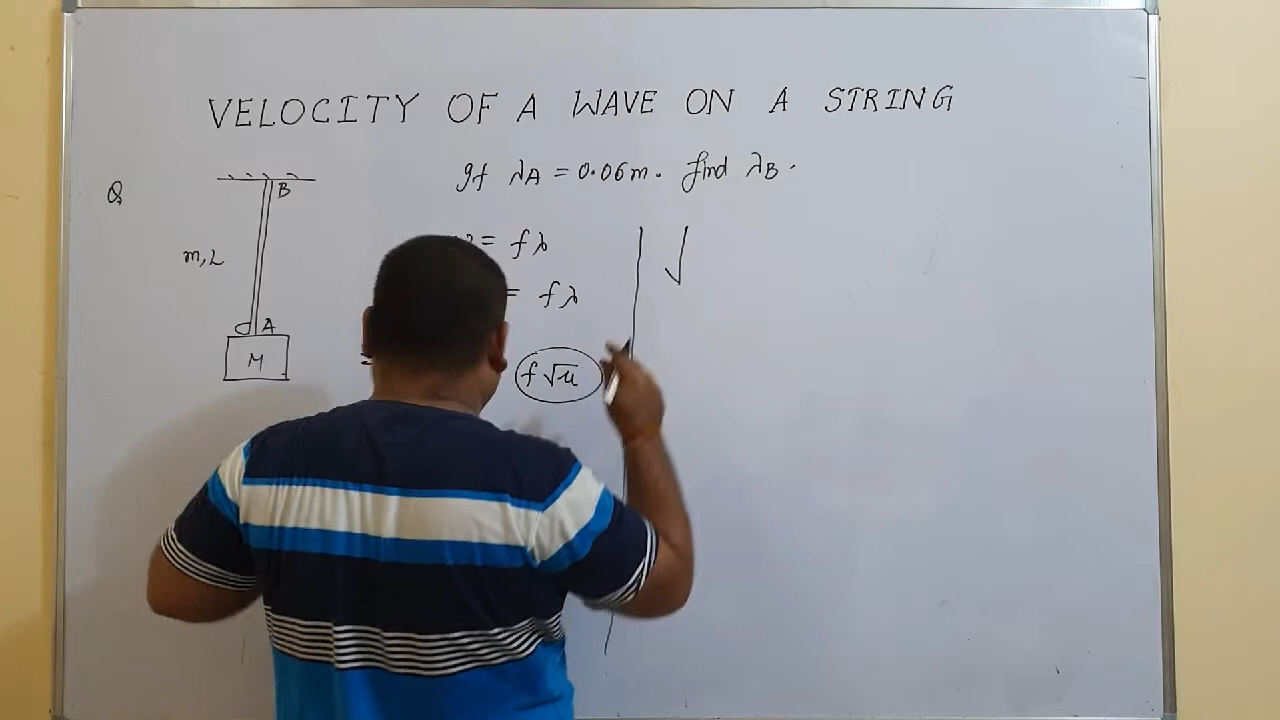 VELOCITY OF A WAVE ON A STRING
If λA = 0.06m. find λB.
Q
B
m, L
A
M
= fλ
= fλ
=
f√μ
√